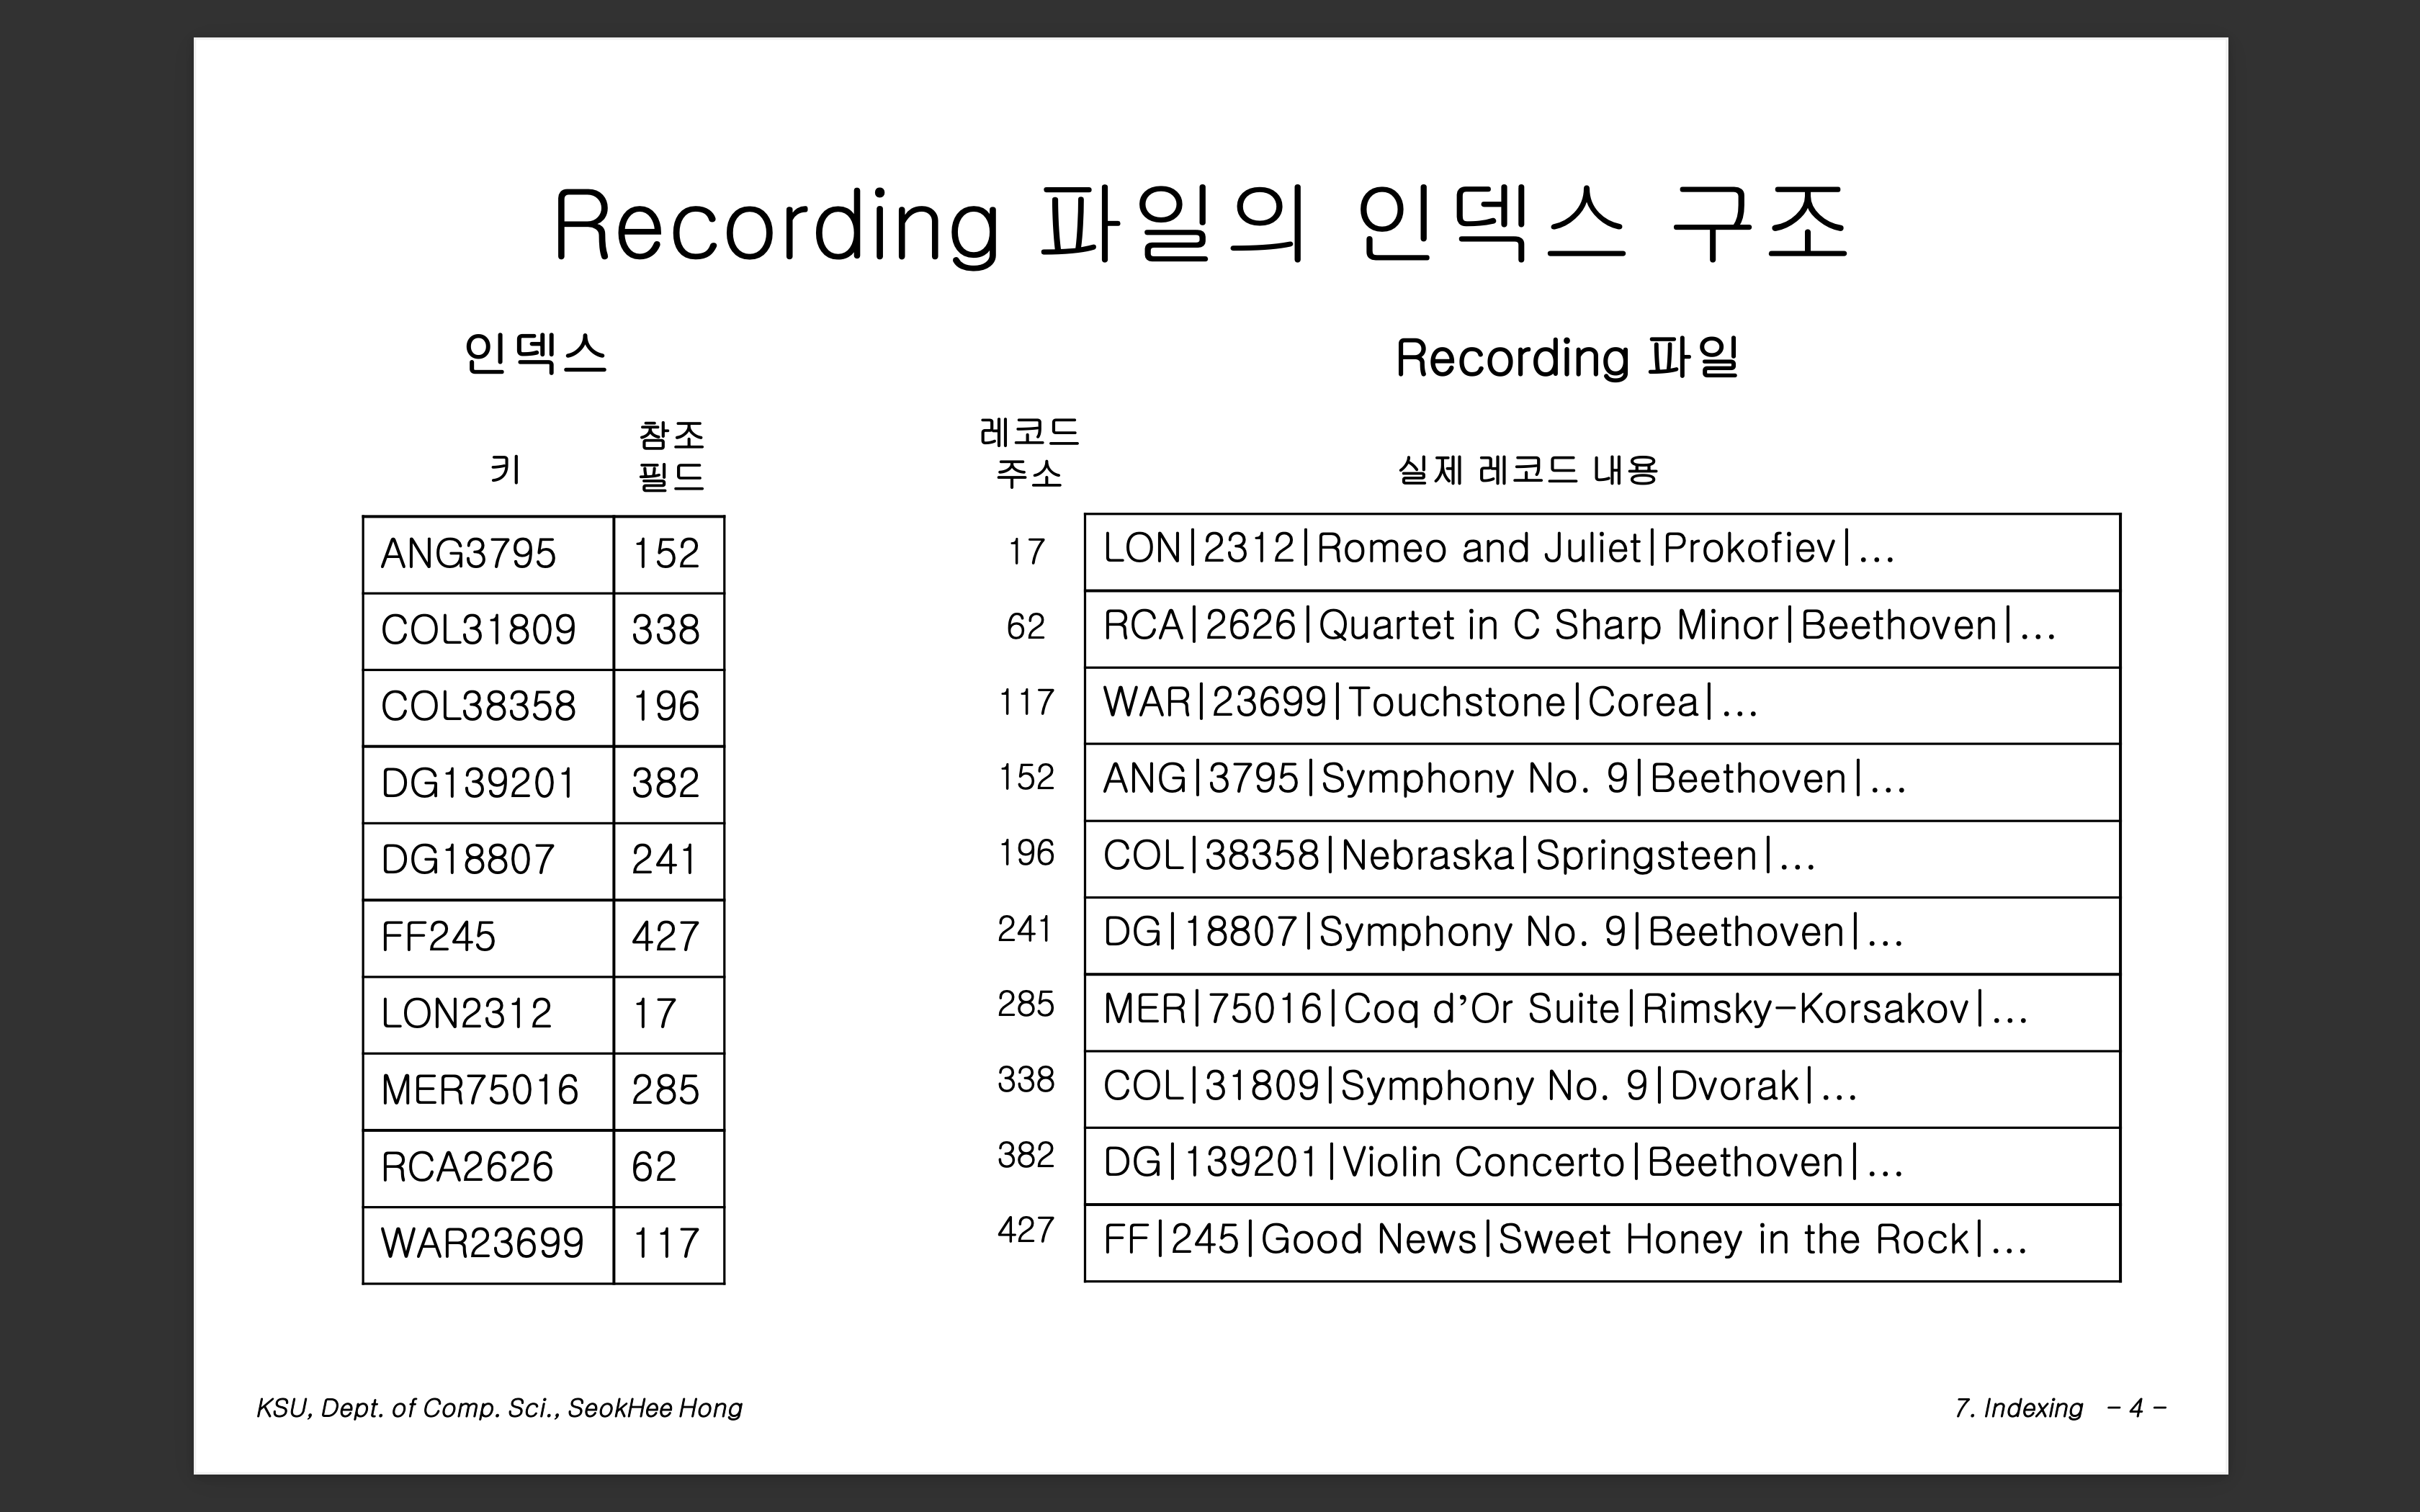 Recording 파일의 인덱스 구조
인덱스
Recording 파일
키
참조
필드
레코드
주소
실제 레코드 내용
ANG3795 152
COL31809 338
COL38358 196
DG139201 382
DG18807 241
FF245 427
LON2312 17
MER75016 285
RCA2626 62
WAR23699 117
17 LON|2312|Romeo and Juliet|Prokofiev|...
62 RCA|2626|Quartet in C Sharp Minor|Beethoven|...
117 WAR|23699|Touchstone|Corea|...
152 ANG|3795|Symphony No. 9|Beethoven|...
196 COL|38358|Nebraska|Springsteen|...
241 DG|18807|Symphony No. 9|Beethoven|...
285 MER|75016|Coq d’Or Suite|Rimsky-Korsakov|...
338 COL|31809|Symphony No. 9|Dvorak|...
382 DG|139201|Violin Concerto|Beethoven|...
427 FF|245|Good News|Sweet Honey in the Rock|...
KSU, Dept. of Comp. Sci., SeokHee Hong
7. Indexing - 4 -